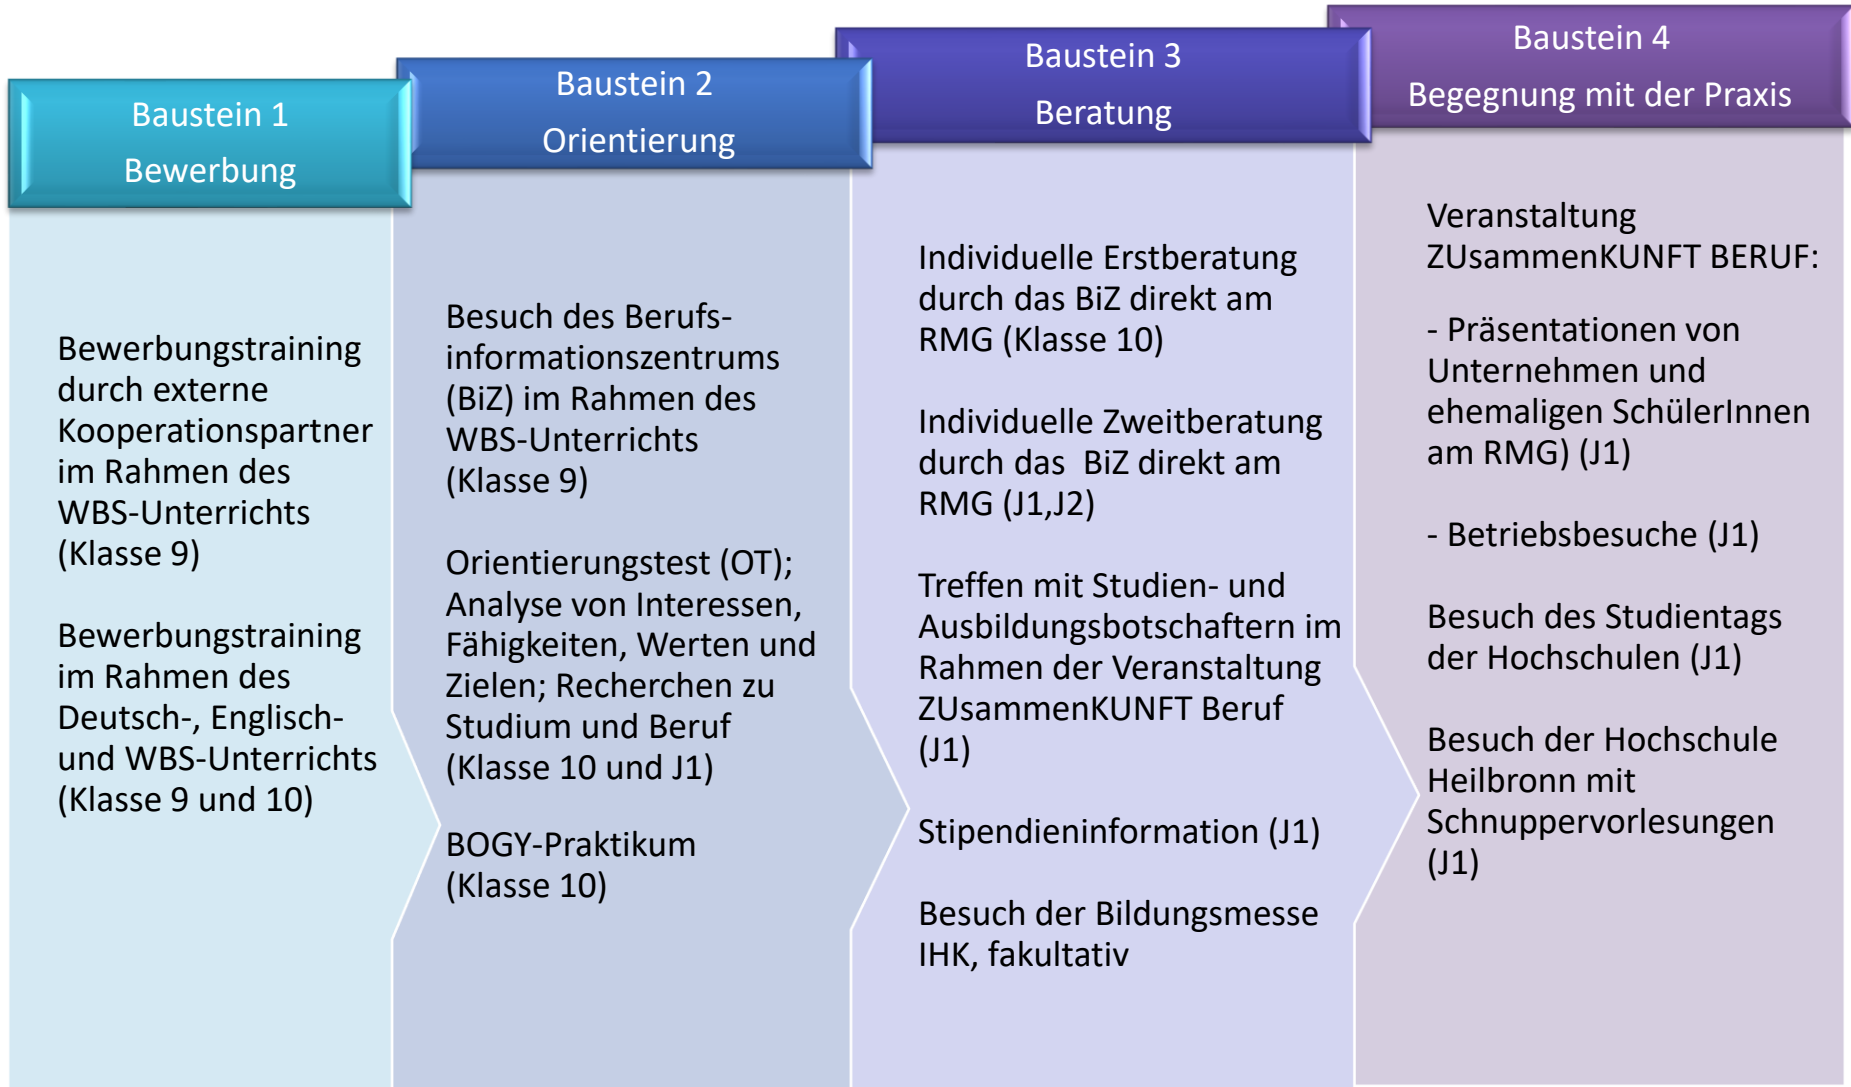 Baustein 1
Bewerbung
Bewerbungstraining
durch externe
Kooperationspartner
im Rahmen des
WBS-Unterrichts
(Klasse 9)
Bewerbungstraining
im Rahmen des
Deutsch-, Englisch-
und WBS-Unterrichts
(Klasse 9 und 10)
Baustein 2
Orientierung
Besuch des Berufs-
informationszentrums
(BiZ) im Rahmen des
WBS-Unterrichts
(Klasse 9)
Orientierungstest (OT);
Analyse von Interessen,
Fähigkeiten, Werten und
Zielen; Recherchen zu
Studium und Beruf
(Klasse 10 und J1)
BOGY-Praktikum
(Klasse 10)
Baustein 3
Beratung
Individuelle Erstberatung
durch das BiZ direkt am
RMG (Klasse 10)
Individuelle Zweitberatung
durch das  BiZ direkt am
RMG (J1,J2)
Treffen mit Studien- und
Ausbildungsbotschaftern im
Rahmen der Veranstaltung
ZUsammenKUNFT Beruf
(J1)
Stipendieninformation (J1)
Besuch der Bildungsmesse
IHK, fakultativ
Baustein 4
Begegnung mit der Praxis
Veranstaltung
ZUsammenKUNFT BERUF:
- Präsentationen von
Unternehmen und
ehemaligen SchülerInnen
am RMG) (J1)
- Betriebsbesuche (J1)
Besuch des Studientags
der Hochschulen (J1)
Besuch der Hochschule
Heilbronn mit
Schnuppervorlesungen
(J1)